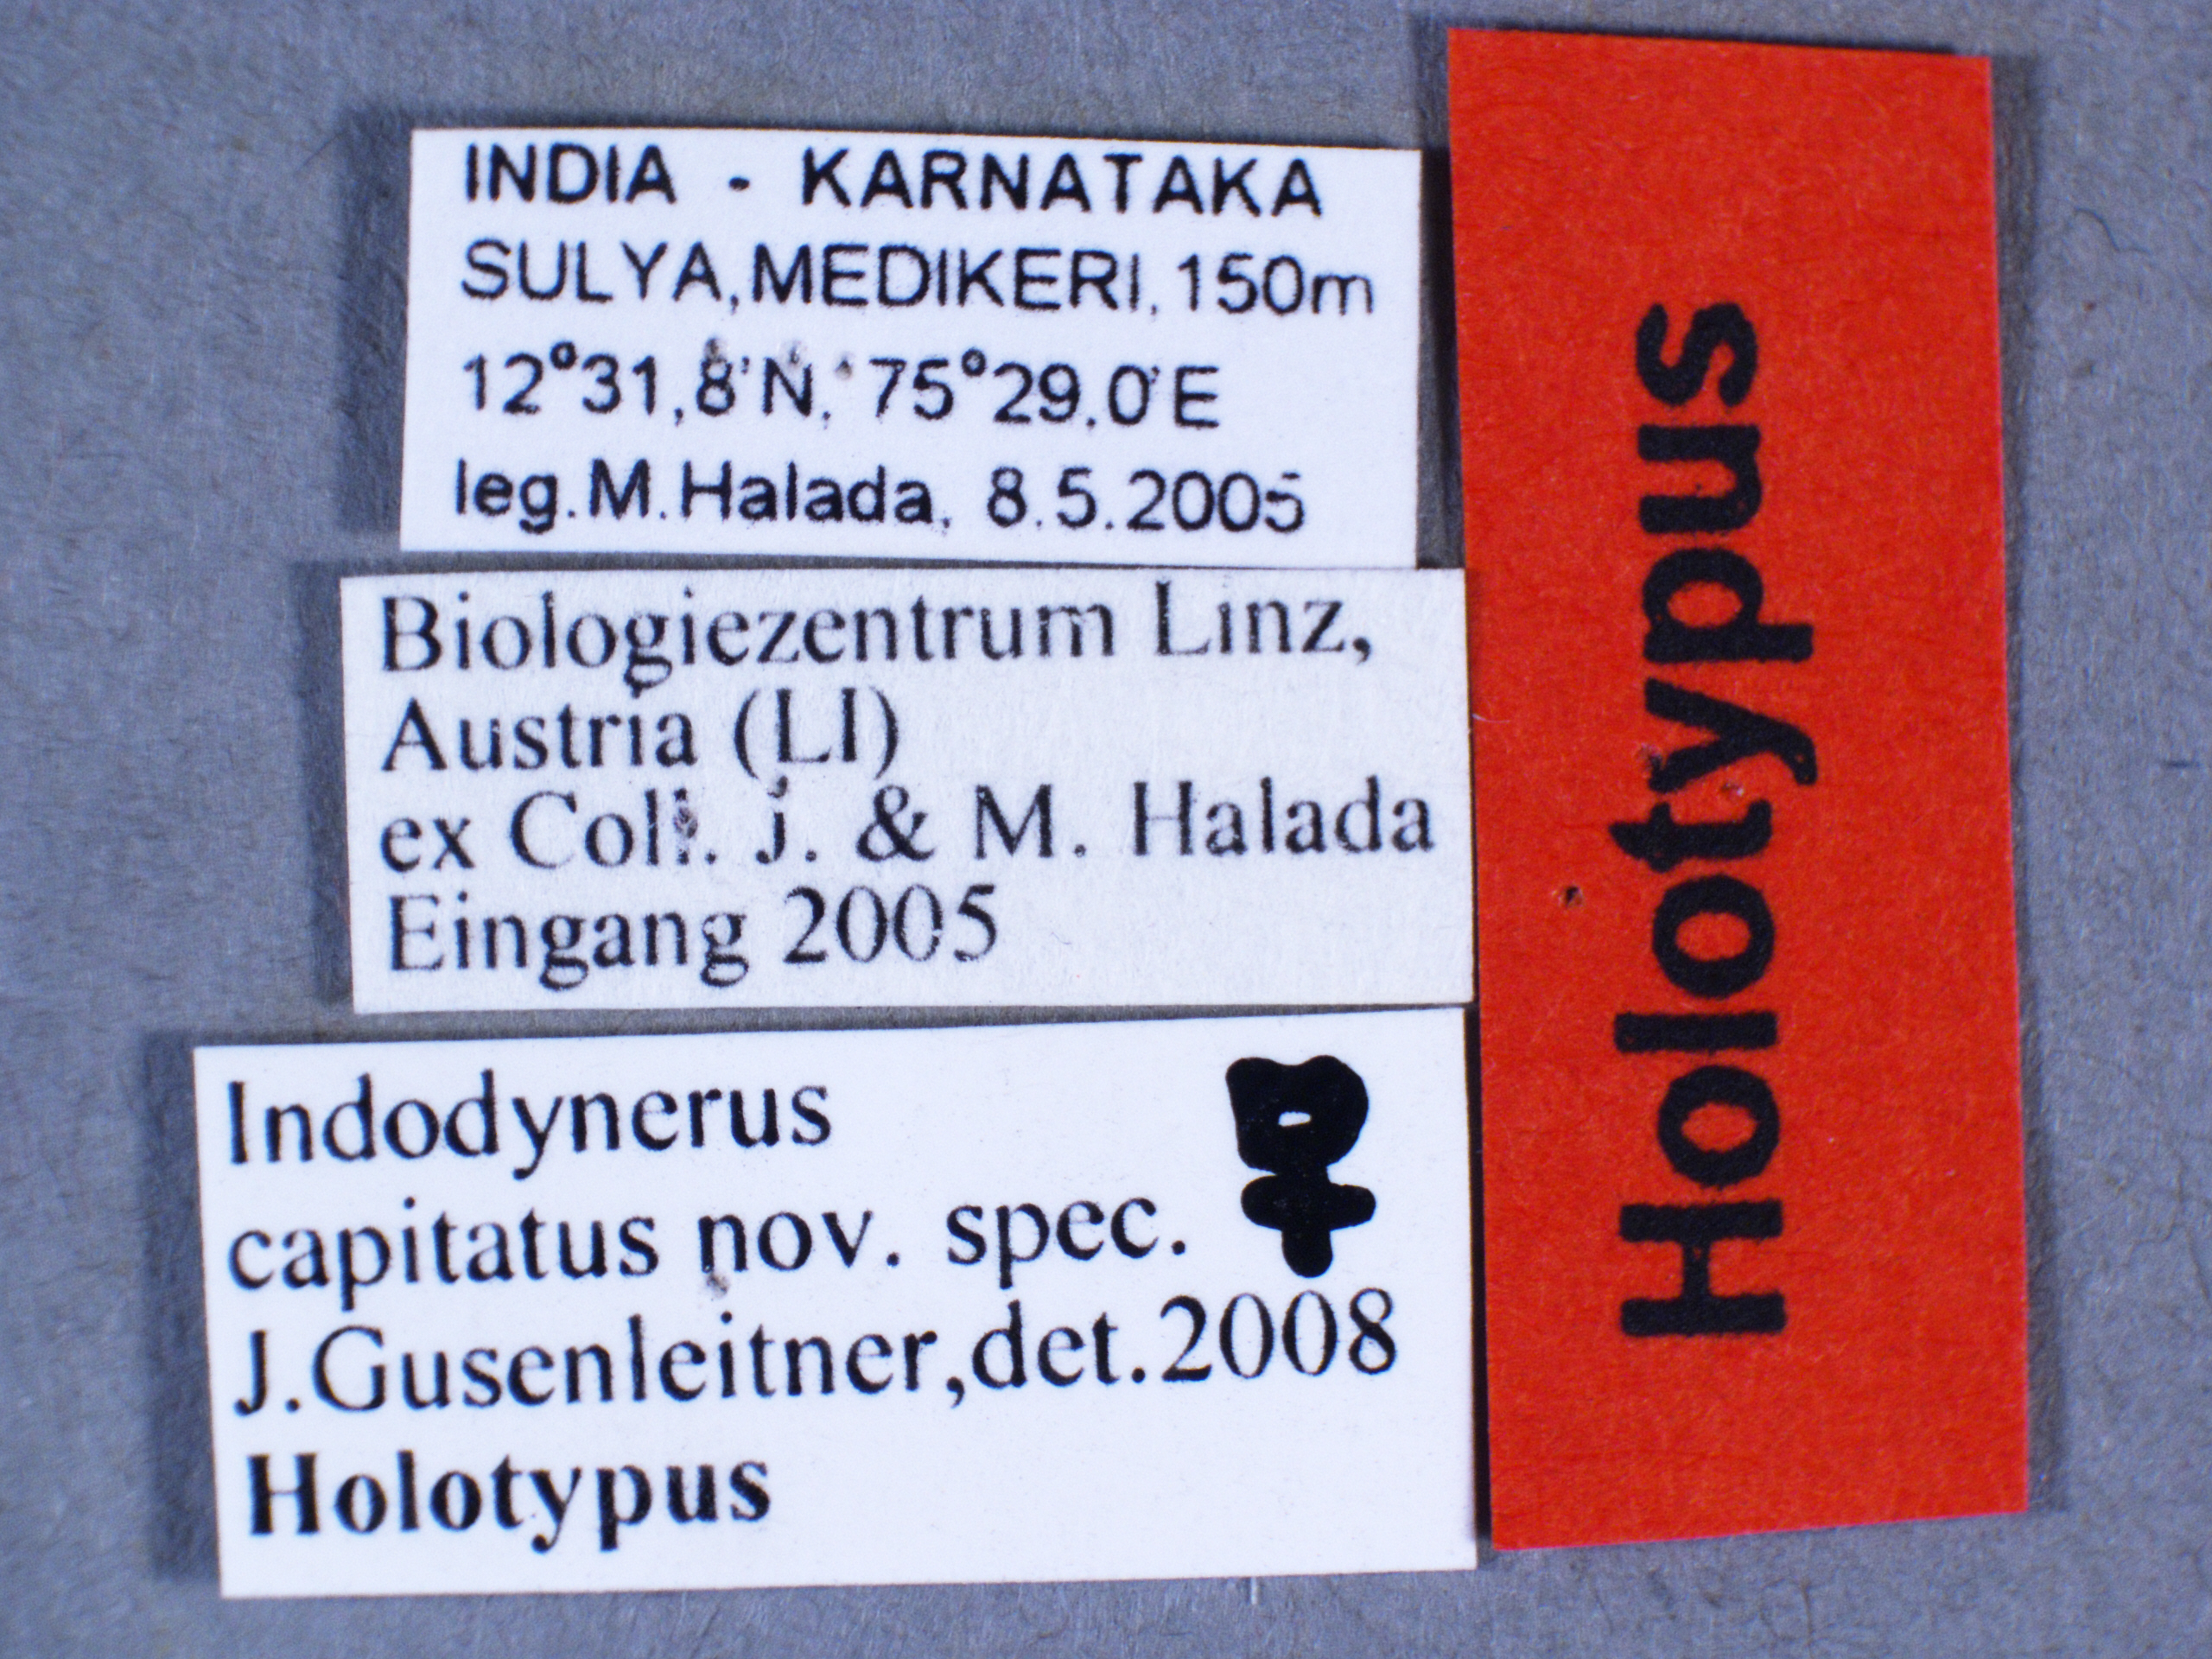 INDIA - KARNATAKA
SULYA,MEDIKERI,150m
12°31,8'N, 75°29,0'E
leg.M.Halada, 8.5.2005
Biologiezentrum Linz,
Austria (LI)
ex Coll. J. & M. Halada
Eingang 2005
Indodynerus
capitatus nov. spec. ♀
J.Gusenleitner,det.2008
Holotypus
Holotypus